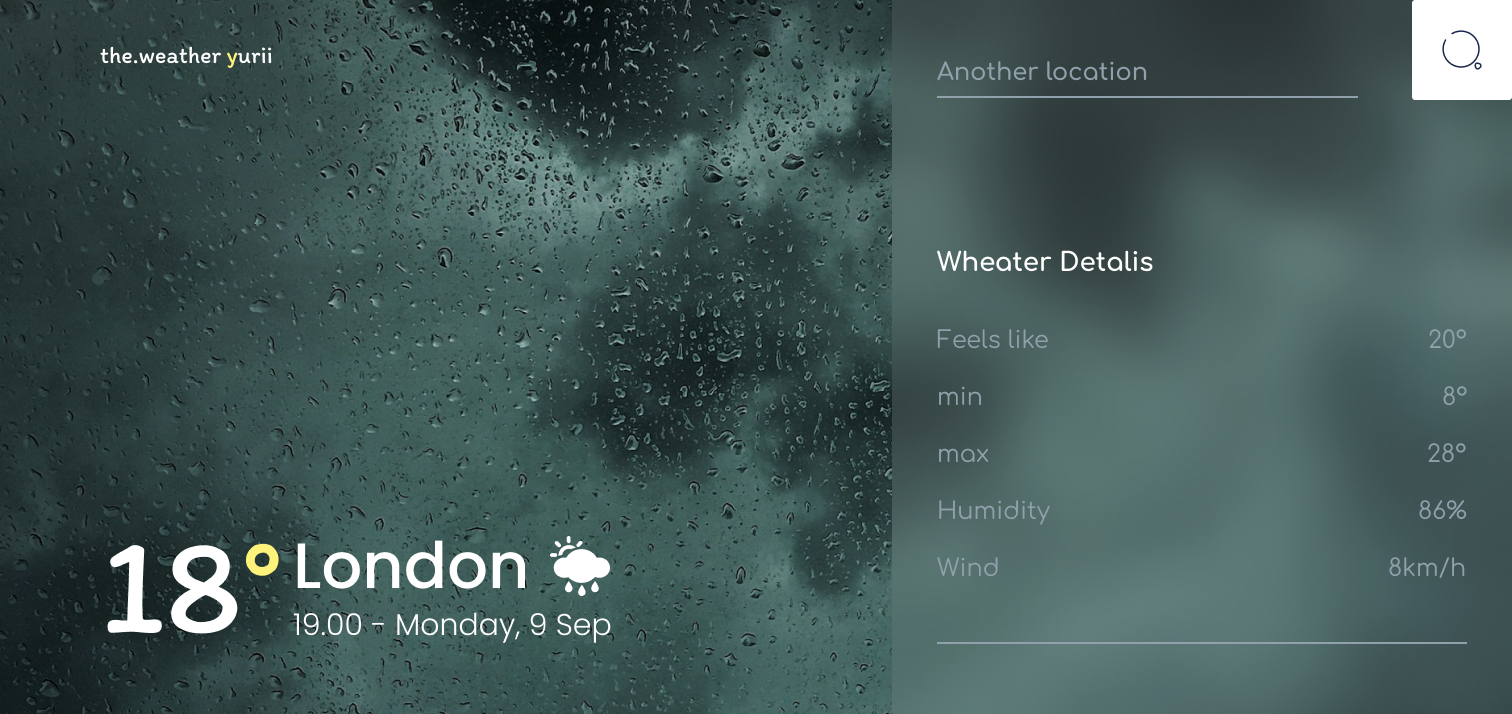 the.weather yurii
18° London
19.00 - Monday, 9 Sep
Another location
Wheater Detalis
Feels like 20°
min 8°
max 28°
Humidity 86%
Wind 8km/h